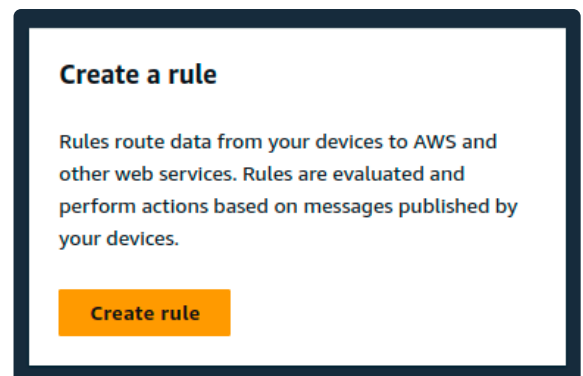 Create a rule
Rules route data from your devices to AWS and
other web services. Rules are evaluated and
perform actions based on messages published by
your devices.
Create rule